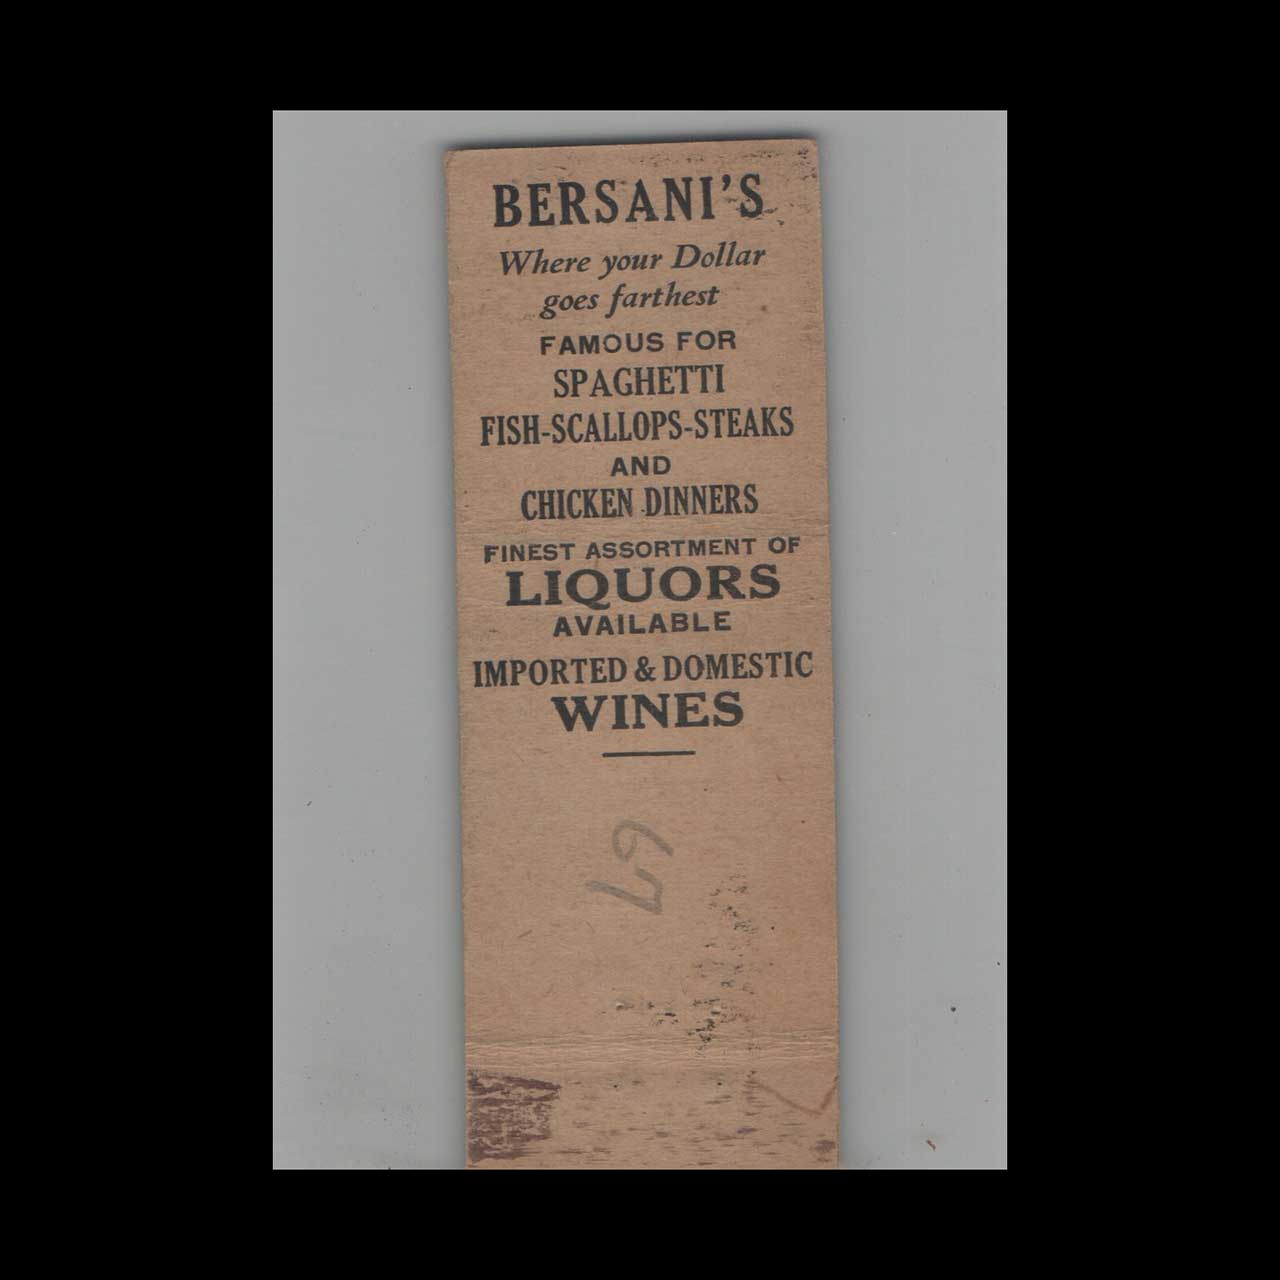 BERSANI'S
Where your Dollar
goes farthest
FAMOUS FOR
SPAGHETTI
FISH-SCALLOPS-STEAKS
AND
CHICKEN DINNERS
FINEST ASSORTMENT OF
LIQUORS
AVAILABLE
IMPORTED & DOMESTIC
WINES
67